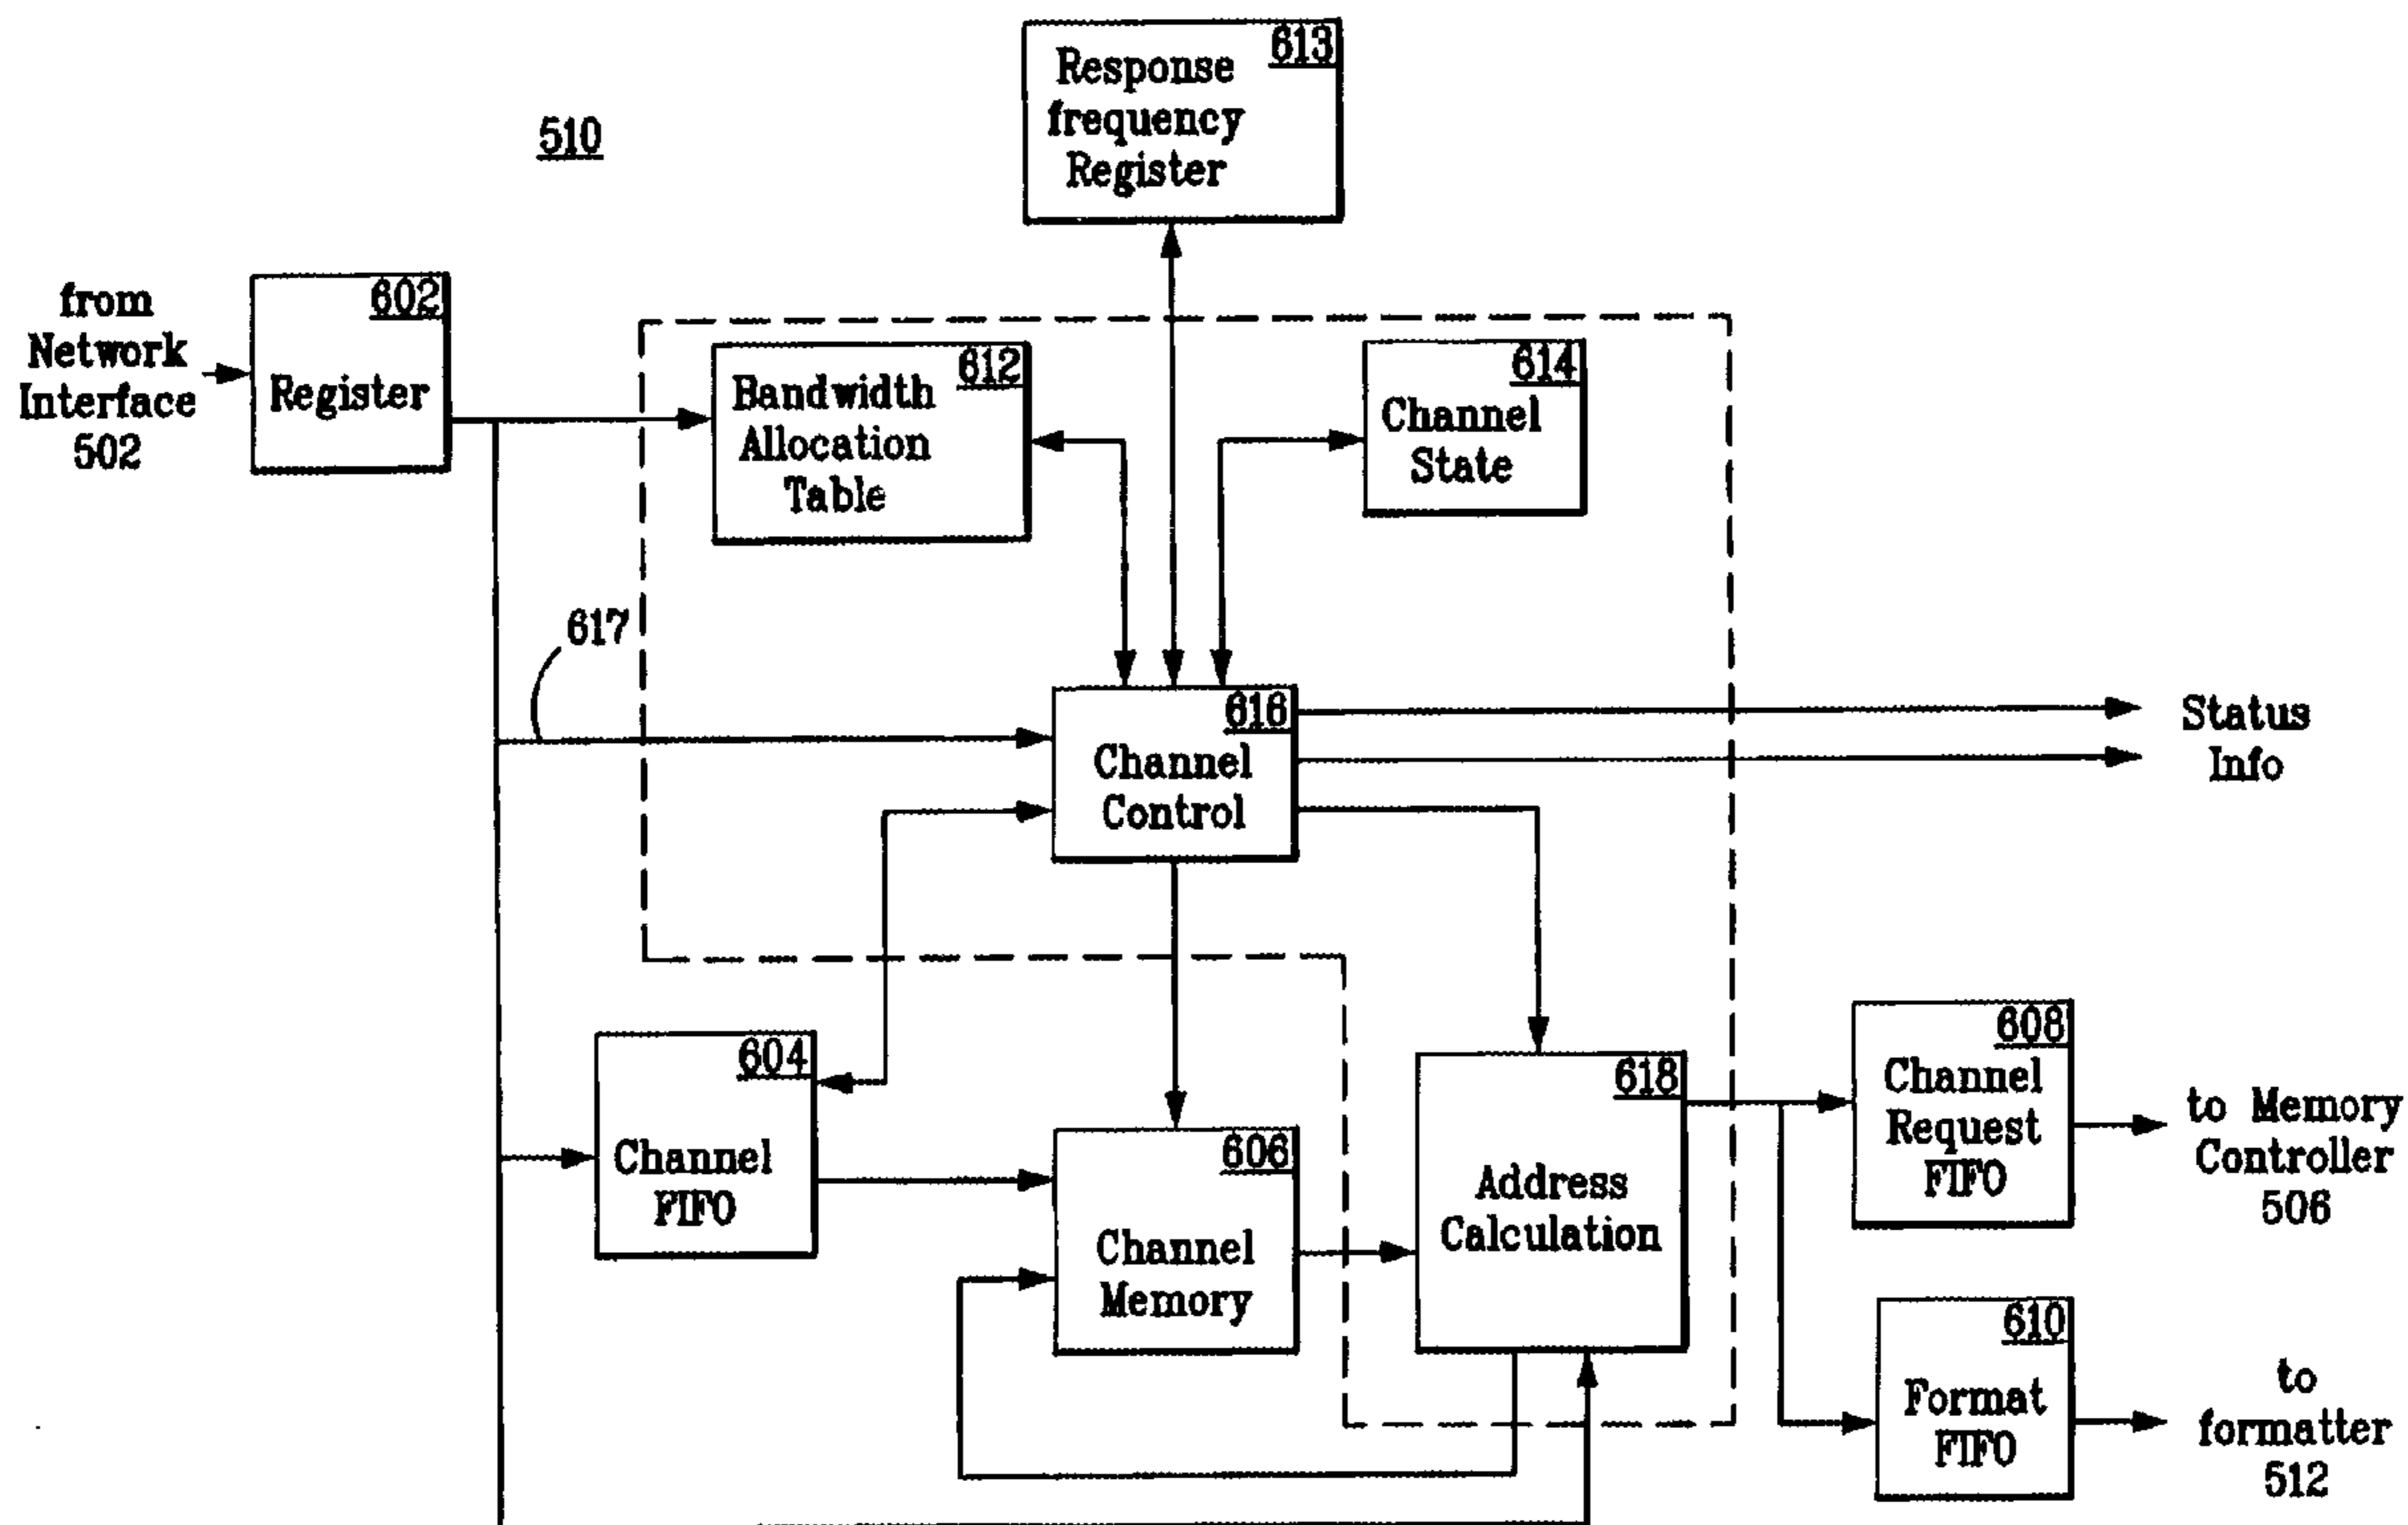 510
613
Response
frequency
Register
from
Network
Interface
502
602
Register
612
Bandwidth
Allocation
Table
614
Channel
State
617
616
Channel
Control
Status
Info
604
Channel
FIFO
606
Channel
Memory
618
Address
Calculation
608
Channel
Request
FIFO
to Memory
Controller
506
610
Format
FIFO
to
formatter
512